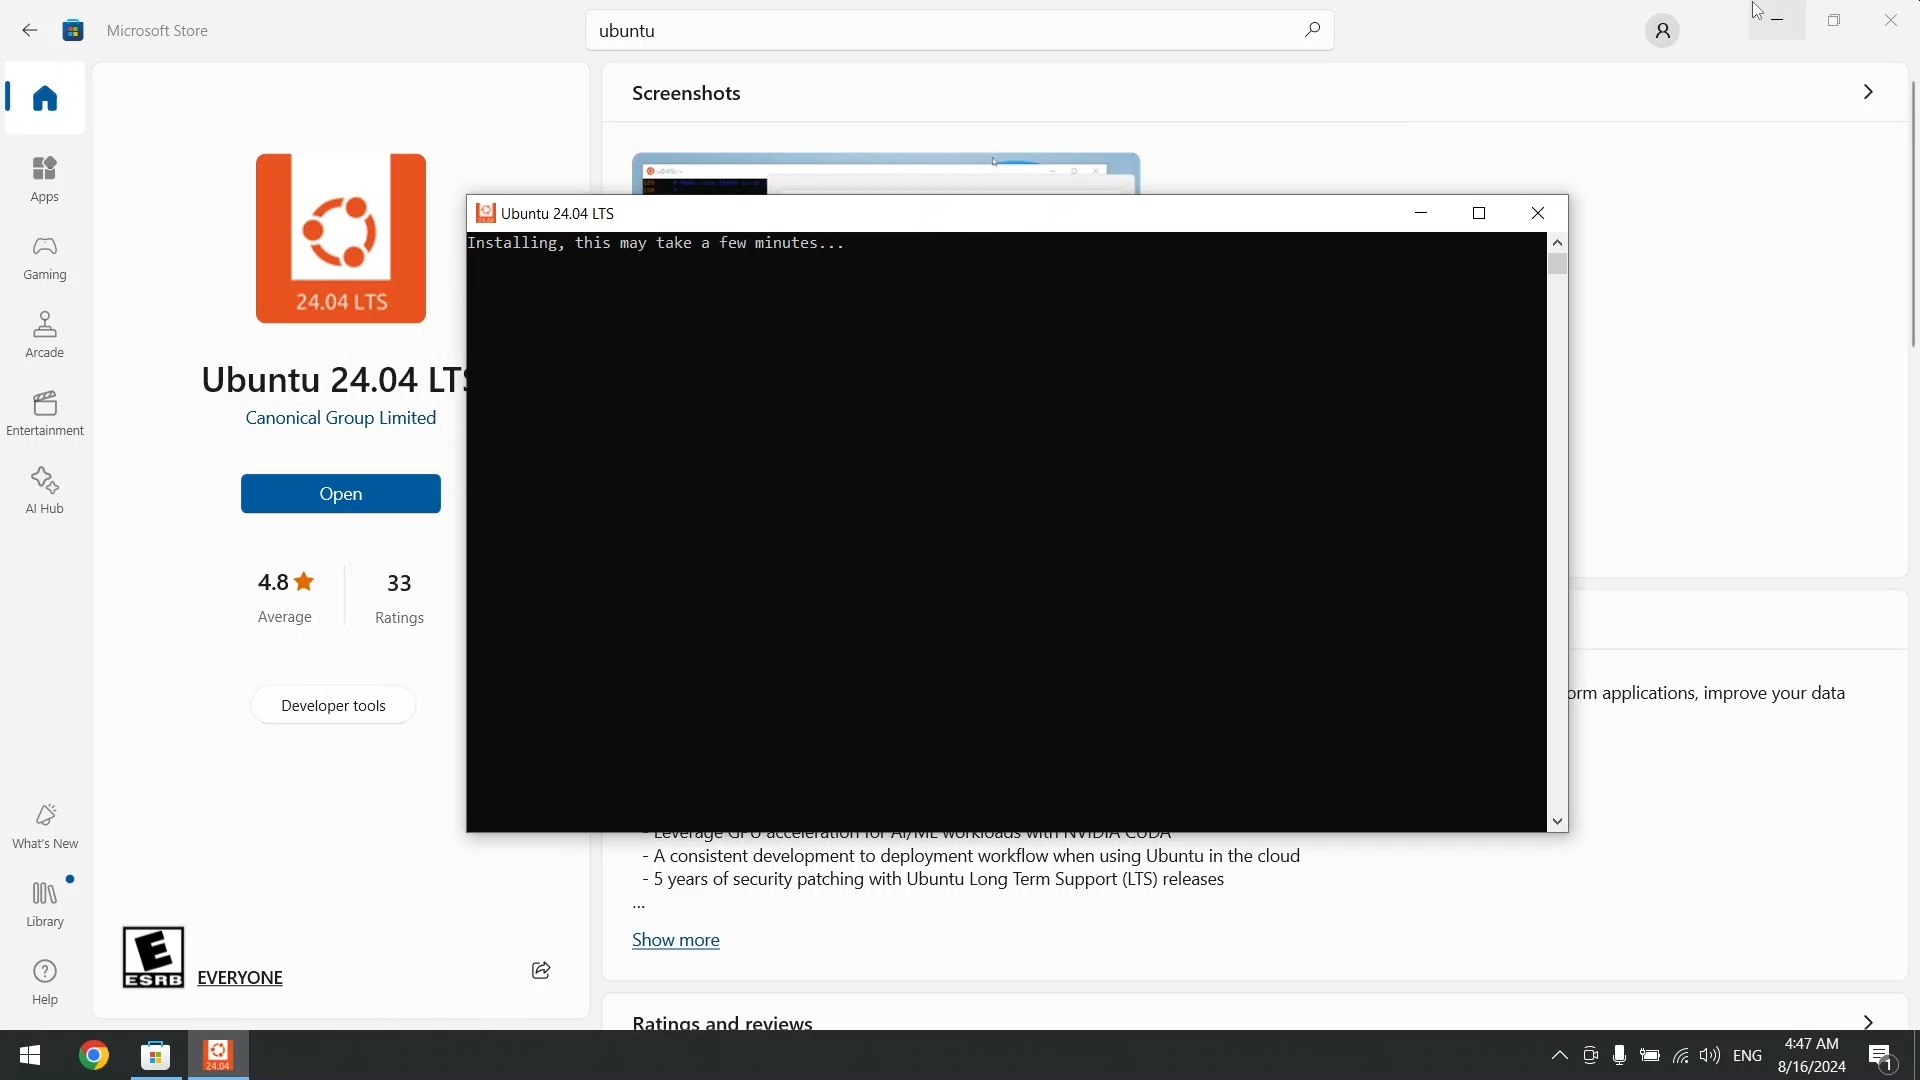 Microsoft Store
ubuntu
Apps
Gaming
Arcade
Entertainment
AI Hub
What's New
Library
Help
24.04 LTS
Ubuntu 24.04 LTS
Canonical Group Limited
Open
4.8
Average
33
Ratings
Developer tools
E
ESRB
EVERYONE
Screenshots
Ubuntu 24.04 LTS
Installing, this may take a few minutes...
orm applications, improve your data
- Leverage GPU acceleration for AI/ML workloads with NVIDIA CUDA
- A consistent development to deployment workflow when using Ubuntu in the cloud
- 5 years of security patching with Ubuntu Long Term Support (LTS) releases
...
Show more
Ratings and reviews
24.04
ENG
4:47 AM
8/16/2024
1